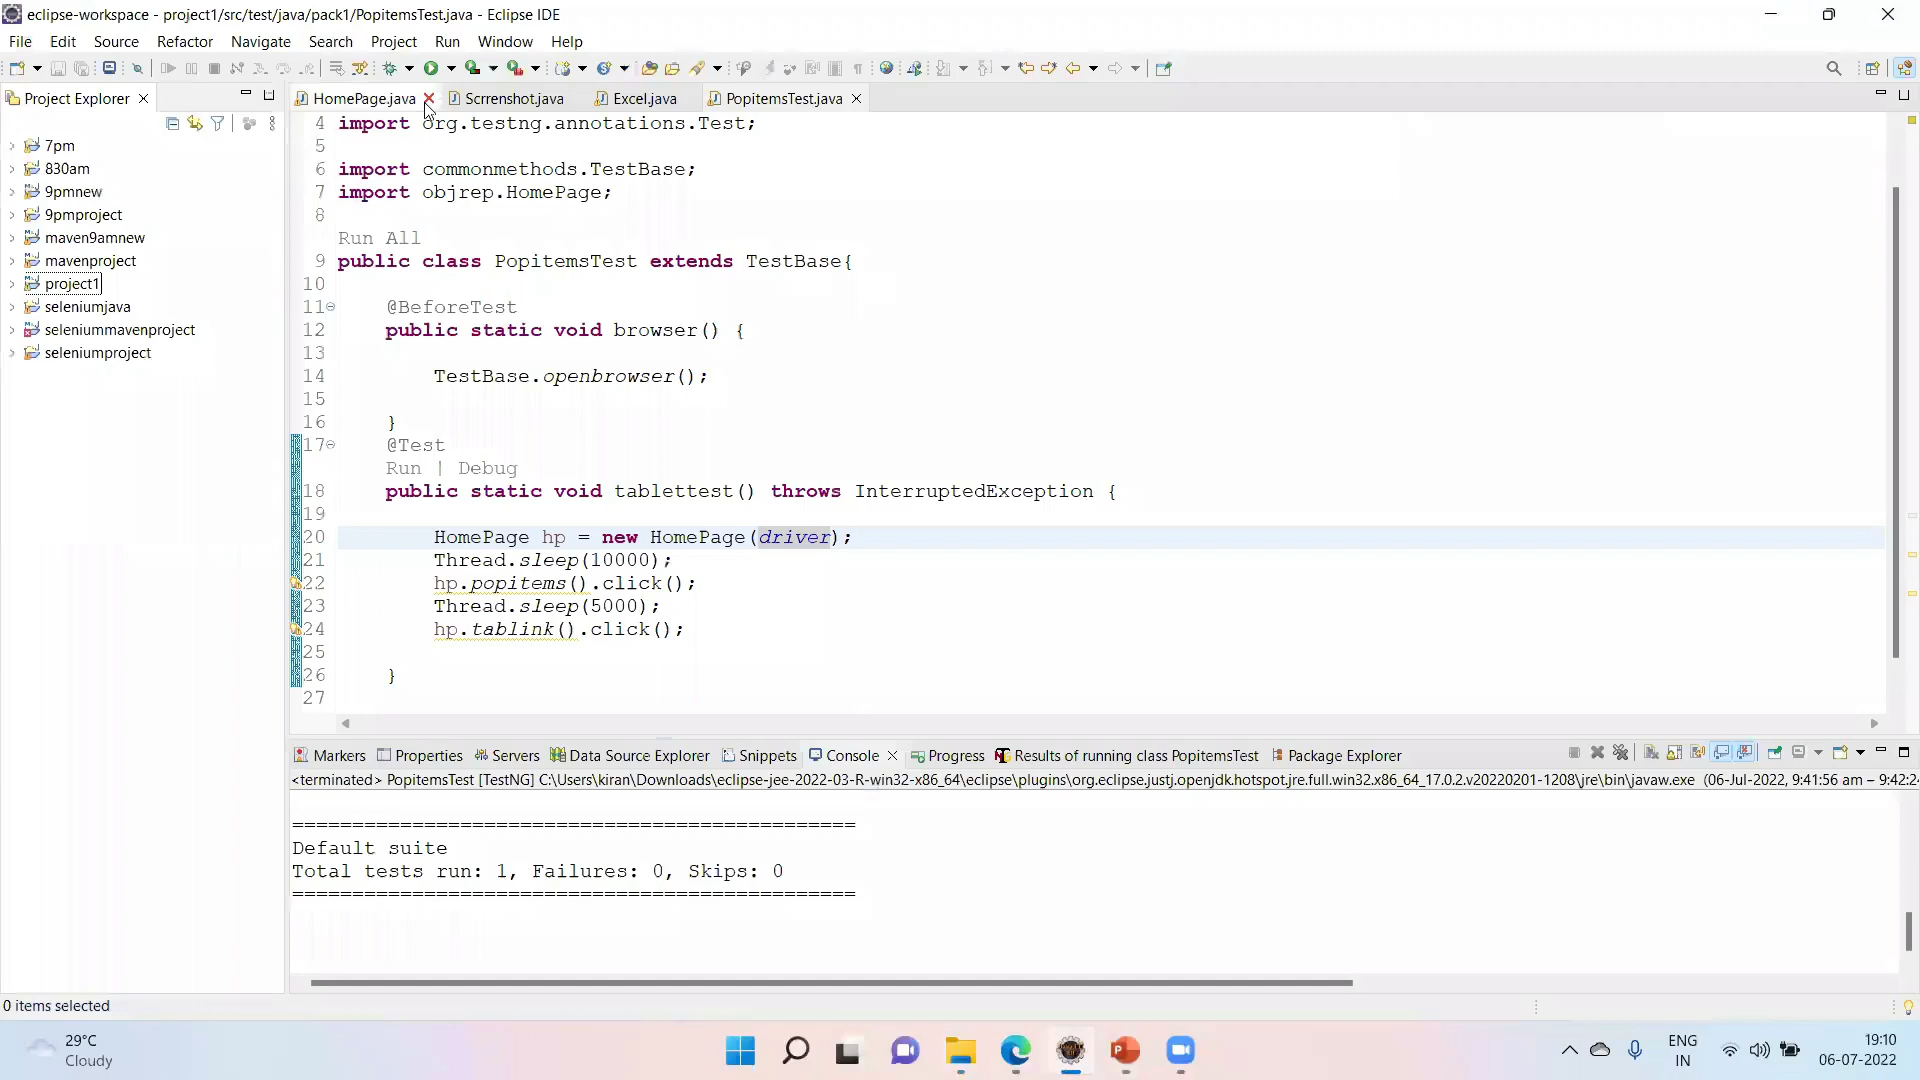 eclipse-workspace - project1/src/test/java/pack1/PopitemsTest.java - Eclipse IDE
File Edit Source Refactor Navigate Search Project Run Window Help
Project Explorer
HomePage.java Scrrenshot.java Excel.java PopitemsTest.java
7pm
830am
9pmnew
9pmproject
maven9amnew
mavenproject
project1
seleniumjava
seleniummavenproject
seleniumproject
4 import org.testng.annotations.Test;
5
6 import commonmethods.TestBase;
7 import objrep.HomePage;
8
Run All
9 public class PopitemsTest extends TestBase{
10
11 @BeforeTest
12 public static void browser() {
13
14 TestBase.openbrowser();
15
16 }
17 @Test
Run | Debug
18 public static void tablettest() throws InterruptedException {
19
20 HomePage hp = new HomePage(driver);
21 Thread.sleep(10000);
22 hp.popitems().click();
23 Thread.sleep(5000);
24 hp.tablink().click();
25
26 }
27
Markers Properties Servers Data Source Explorer Snippets Console Progress Results of running class PopitemsTest Package Explorer
<terminated> PopitemsTest [TestNG] C:\Users\kiran\Downloads\eclipse-jee-2022-03-R-win32-x86_64\eclipse\plugins\org.eclipse.justj.openjdk.hotspot.jre.full.win32.x86_64_17.0.2.v20220201-1208\jre\bin\javaw.exe (06-Jul-2022, 9:41:56 am – 9:42:24
===============================================
Default suite
Total tests run: 1, Failures: 0, Skips: 0
===============================================
0 items selected
29°C
Cloudy
ENG
IN
19:10
06-07-2022